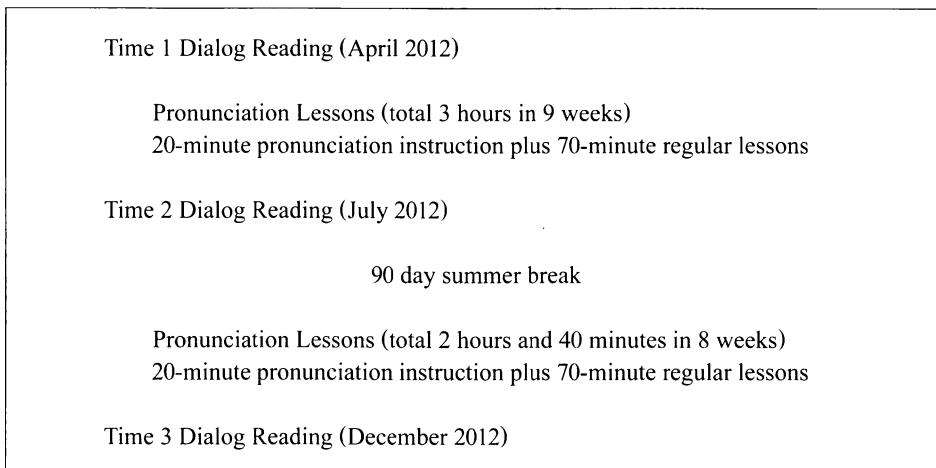 Time 1 Dialog Reading (April 2012)
Pronunciation Lessons (total 3 hours in 9 weeks)
20-minute pronunciation instruction plus 70-minute regular lessons
Time 2 Dialog Reading (July 2012)
90 day summer break
Pronunciation Lessons (total 2 hours and 40 minutes in 8 weeks)
20-minute pronunciation instruction plus 70-minute regular lessons
Time 3 Dialog Reading (December 2012)